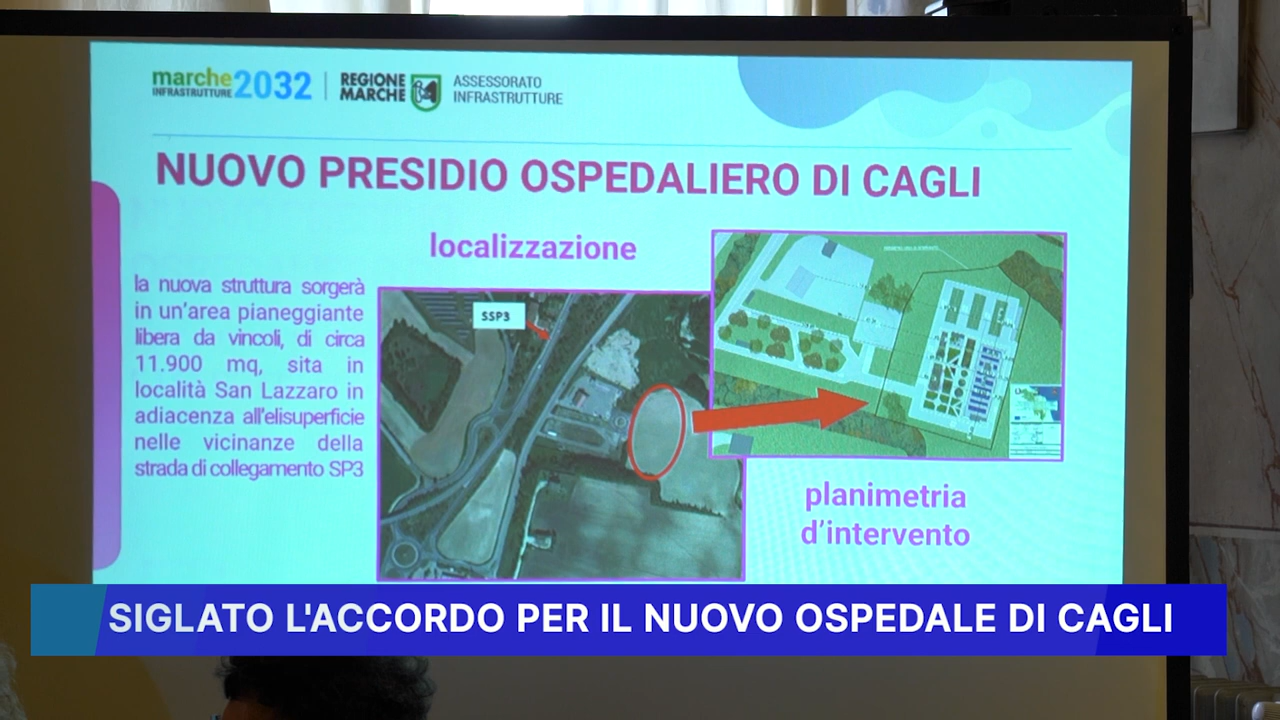 marche 2032
INFRASTRUTTURE
REGIONE
MARCHE
ASSESSORATO
INFRASTRUTTURE
NUOVO PRESIDIO OSPEDALIERO DI CAGLI
localizzazione
la nuova struttura sorgerà
in un'area pianeggiante
libera da vincoli, di circa
11.900 mq, sita in
località San Lazzaro in
adiacenza all'elisuperficie
nelle vicinanze della
strada di collegamento SP3
SSP3
planimetria
d'intervento
SIGLATO L'ACCORDO PER IL NUOVO OSPEDALE DI CAGLI